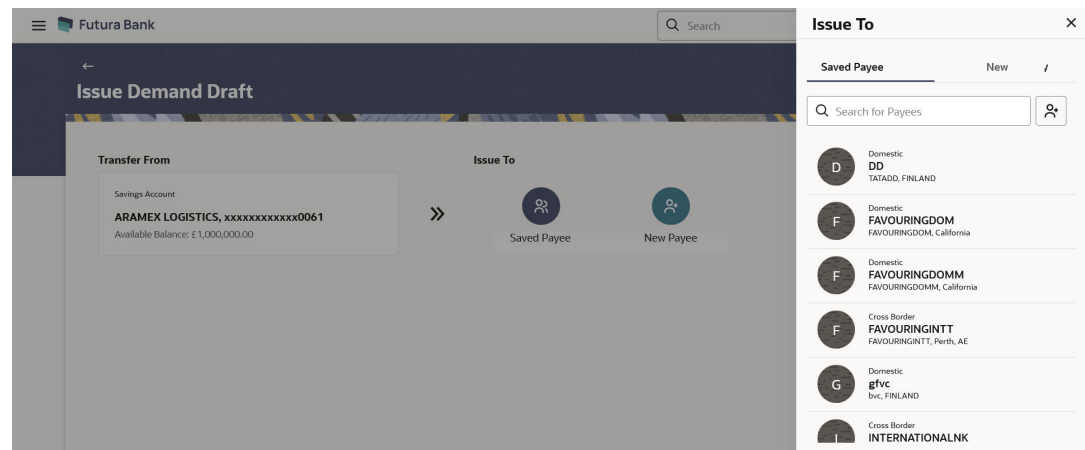 Futura Bank
Search
Issue Demand Draft
Transfer From
Issue To
Savings Account
ARAMEX LOGISTICS, xxxxxxxxxxxx0061
Available Balance: £1,000,000.00
Saved Payee
New Payee
Issue To
Saved Payee
New
Search for Payees
D
Domestic
DD
TATADD, FINLAND
F
Domestic
FAVOURINGDOM
FAVOURINGDOM, California
F
Domestic
FAVOURINGDOMM
FAVOURINGDOMM, California
F
Cross Border
FAVOURINGINTT
FAVOURINGINTT, Perth, AE
G
Domestic
gfvc
bvc, FINLAND
I
Cross Border
INTERNATIONALNK